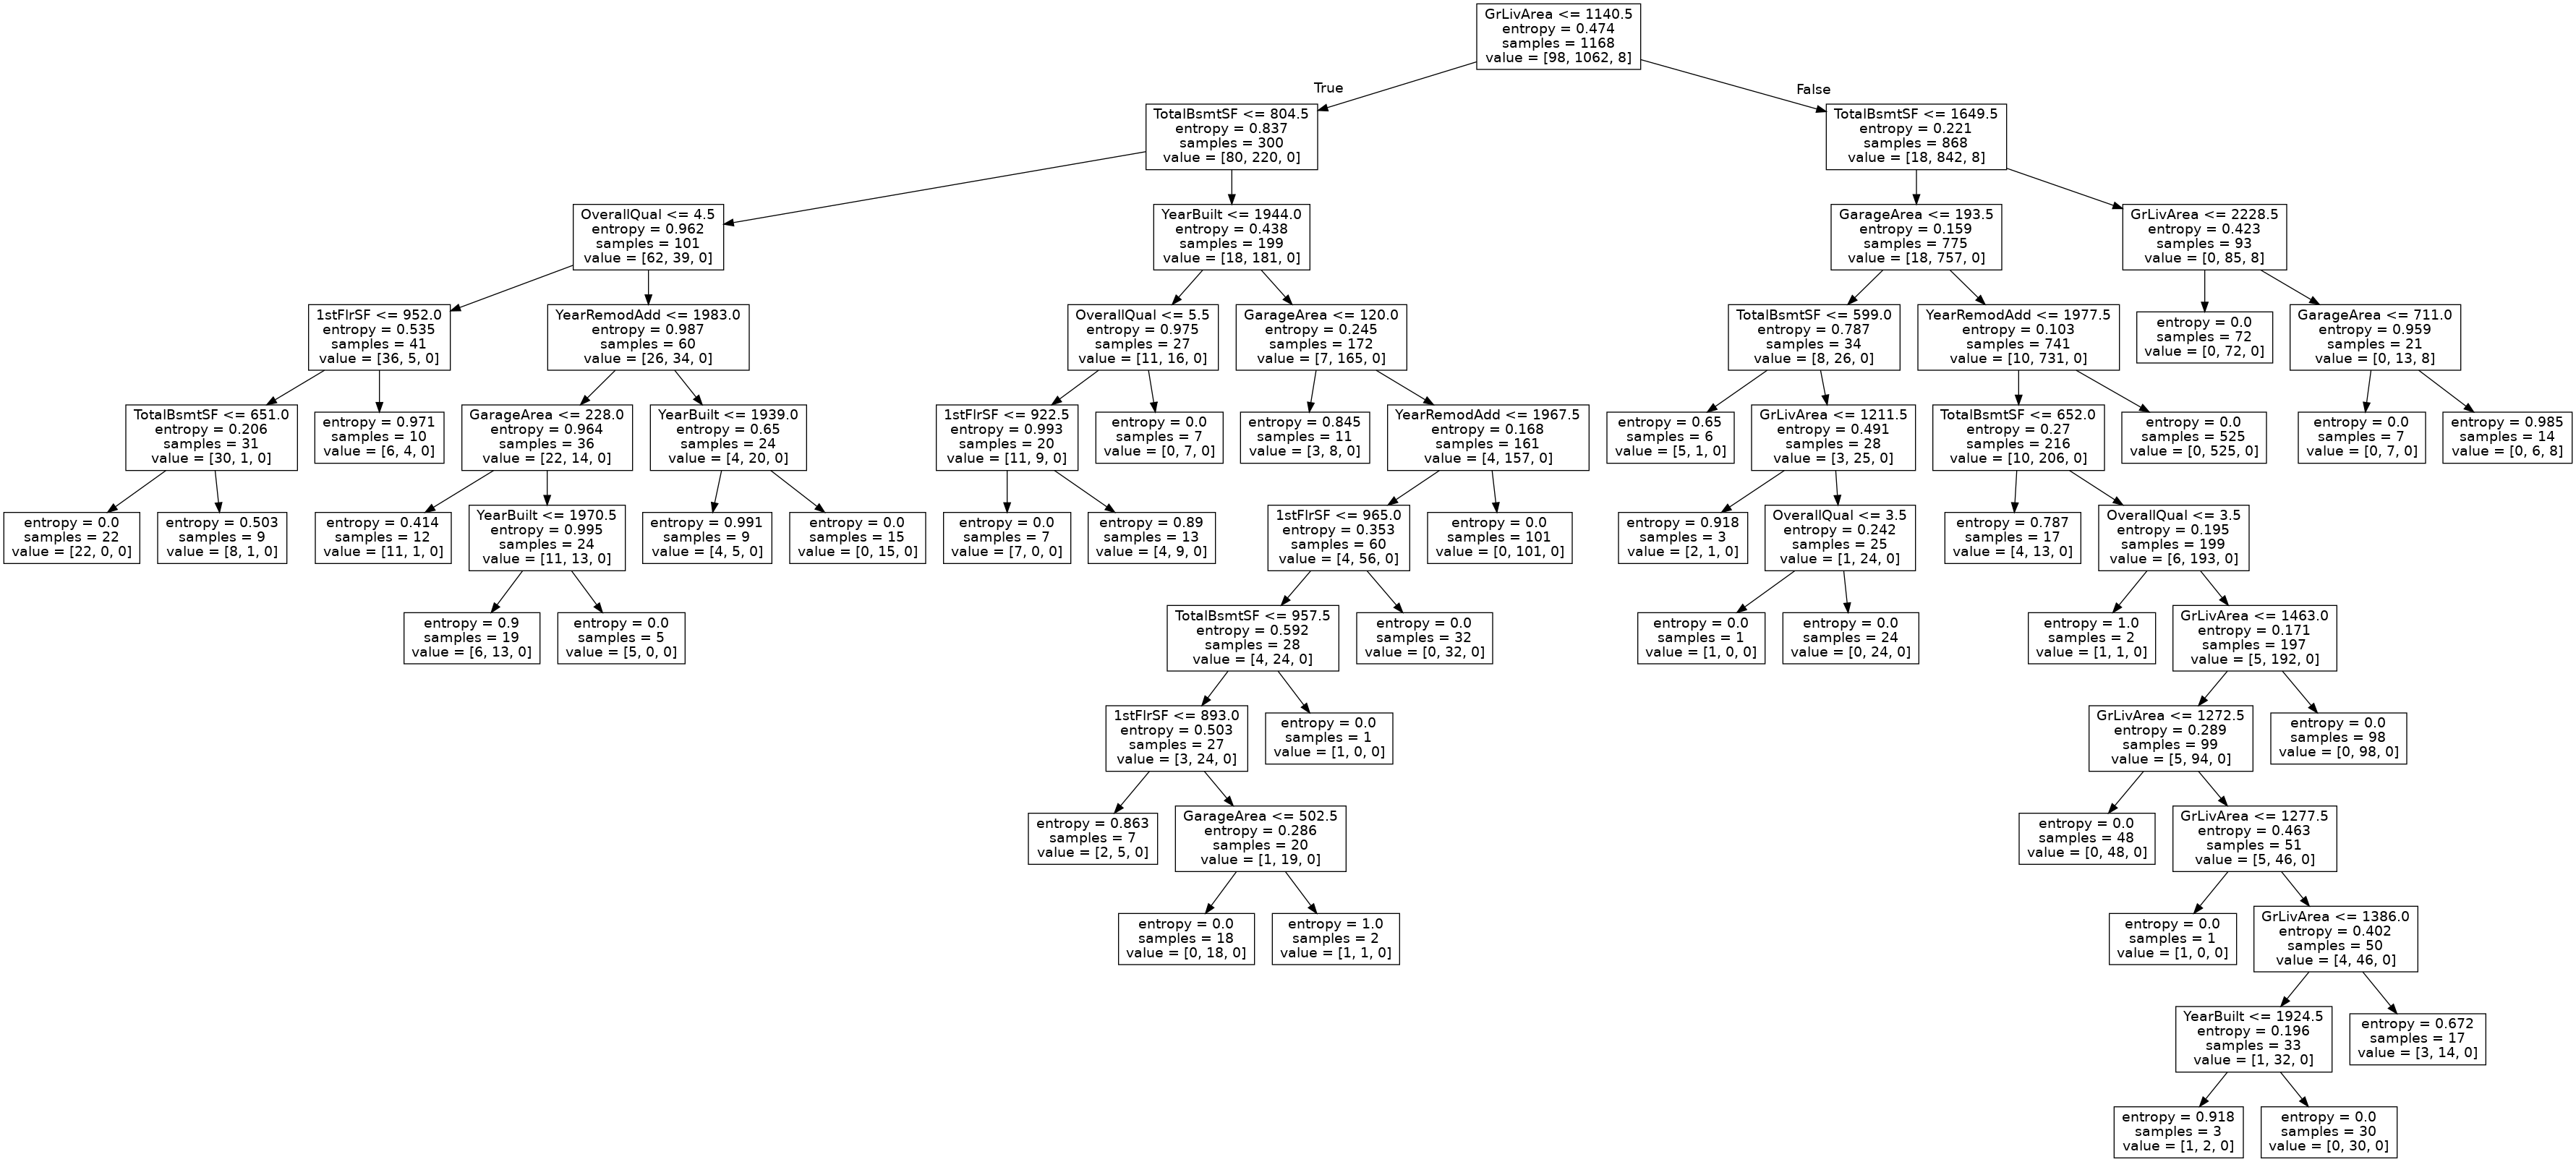 GrLivArea <= 1140.5
entropy = 0.474
samples = 1168
value = [98, 1062, 8]
True
False
TotalBsmtSF <= 804.5
entropy = 0.837
samples = 300
value = [80, 220, 0]
TotalBsmtSF <= 1649.5
entropy = 0.221
samples = 868
value = [18, 842, 8]
OverallQual <= 4.5
entropy = 0.962
samples = 101
value = [62, 39, 0]
YearBuilt <= 1944.0
entropy = 0.438
samples = 199
value = [18, 181, 0]
GarageArea <= 193.5
entropy = 0.159
samples = 775
value = [18, 757, 0]
GrLivArea <= 2228.5
entropy = 0.423
samples = 93
value = [0, 85, 8]
1stFlrSF <= 952.0
entropy = 0.535
samples = 41
value = [36, 5, 0]
YearRemodAdd <= 1983.0
entropy = 0.987
samples = 60
value = [26, 34, 0]
OverallQual <= 5.5
entropy = 0.975
samples = 27
value = [11, 16, 0]
GarageArea <= 120.0
entropy = 0.245
samples = 172
value = [7, 165, 0]
TotalBsmtSF <= 599.0
entropy = 0.787
samples = 34
value = [8, 26, 0]
YearRemodAdd <= 1977.5
entropy = 0.103
samples = 741
value = [10, 731, 0]
entropy = 0.0
samples = 72
value = [0, 72, 0]
GarageArea <= 711.0
entropy = 0.959
samples = 21
value = [0, 13, 8]
TotalBsmtSF <= 651.0
entropy = 0.206
samples = 31
value = [30, 1, 0]
entropy = 0.971
samples = 10
value = [6, 4, 0]
GarageArea <= 228.0
entropy = 0.964
samples = 36
value = [22, 14, 0]
YearBuilt <= 1939.0
entropy = 0.65
samples = 24
value = [4, 20, 0]
1stFlrSF <= 922.5
entropy = 0.993
samples = 20
value = [11, 9, 0]
entropy = 0.0
samples = 7
value = [0, 7, 0]
entropy = 0.845
samples = 11
value = [3, 8, 0]
YearRemodAdd <= 1967.5
entropy = 0.168
samples = 161
value = [4, 157, 0]
entropy = 0.65
samples = 6
value = [5, 1, 0]
GrLivArea <= 1211.5
entropy = 0.491
samples = 28
value = [3, 25, 0]
TotalBsmtSF <= 652.0
entropy = 0.27
samples = 216
value = [10, 206, 0]
entropy = 0.0
samples = 525
value = [0, 525, 0]
entropy = 0.0
samples = 7
value = [0, 7, 0]
entropy = 0.985
samples = 14
value = [0, 6, 8]
entropy = 0.0
samples = 22
value = [22, 0, 0]
entropy = 0.503
samples = 9
value = [8, 1, 0]
entropy = 0.414
samples = 12
value = [11, 1, 0]
YearBuilt <= 1970.5
entropy = 0.995
samples = 24
value = [11, 13, 0]
entropy = 0.991
samples = 9
value = [4, 5, 0]
entropy = 0.0
samples = 15
value = [0, 15, 0]
entropy = 0.0
samples = 7
value = [7, 0, 0]
entropy = 0.89
samples = 13
value = [4, 9, 0]
1stFlrSF <= 965.0
entropy = 0.353
samples = 60
value = [4, 56, 0]
entropy = 0.0
samples = 101
value = [0, 101, 0]
entropy = 0.918
samples = 3
value = [2, 1, 0]
OverallQual <= 3.5
entropy = 0.242
samples = 25
value = [1, 24, 0]
entropy = 0.787
samples = 17
value = [4, 13, 0]
OverallQual <= 3.5
entropy = 0.195
samples = 199
value = [6, 193, 0]
entropy = 0.9
samples = 19
value = [6, 13, 0]
entropy = 0.0
samples = 5
value = [5, 0, 0]
TotalBsmtSF <= 957.5
entropy = 0.592
samples = 28
value = [4, 24, 0]
entropy = 0.0
samples = 32
value = [0, 32, 0]
entropy = 0.0
samples = 1
value = [1, 0, 0]
entropy = 0.0
samples = 24
value = [0, 24, 0]
entropy = 1.0
samples = 2
value = [1, 1, 0]
GrLivArea <= 1463.0
entropy = 0.171
samples = 197
value = [5, 192, 0]
1stFlrSF <= 893.0
entropy = 0.503
samples = 27
value = [3, 24, 0]
entropy = 0.0
samples = 1
value = [1, 0, 0]
GrLivArea <= 1272.5
entropy = 0.289
samples = 99
value = [5, 94, 0]
entropy = 0.0
samples = 98
value = [0, 98, 0]
entropy = 0.863
samples = 7
value = [2, 5, 0]
GarageArea <= 502.5
entropy = 0.286
samples = 20
value = [1, 19, 0]
entropy = 0.0
samples = 48
value = [0, 48, 0]
GrLivArea <= 1277.5
entropy = 0.463
samples = 51
value = [5, 46, 0]
entropy = 0.0
samples = 18
value = [0, 18, 0]
entropy = 1.0
samples = 2
value = [1, 1, 0]
entropy = 0.0
samples = 1
value = [1, 0, 0]
GrLivArea <= 1386.0
entropy = 0.402
samples = 50
value = [4, 46, 0]
YearBuilt <= 1924.5
entropy = 0.196
samples = 33
value = [1, 32, 0]
entropy = 0.672
samples = 17
value = [3, 14, 0]
entropy = 0.918
samples = 3
value = [1, 2, 0]
entropy = 0.0
samples = 30
value = [0, 30, 0]